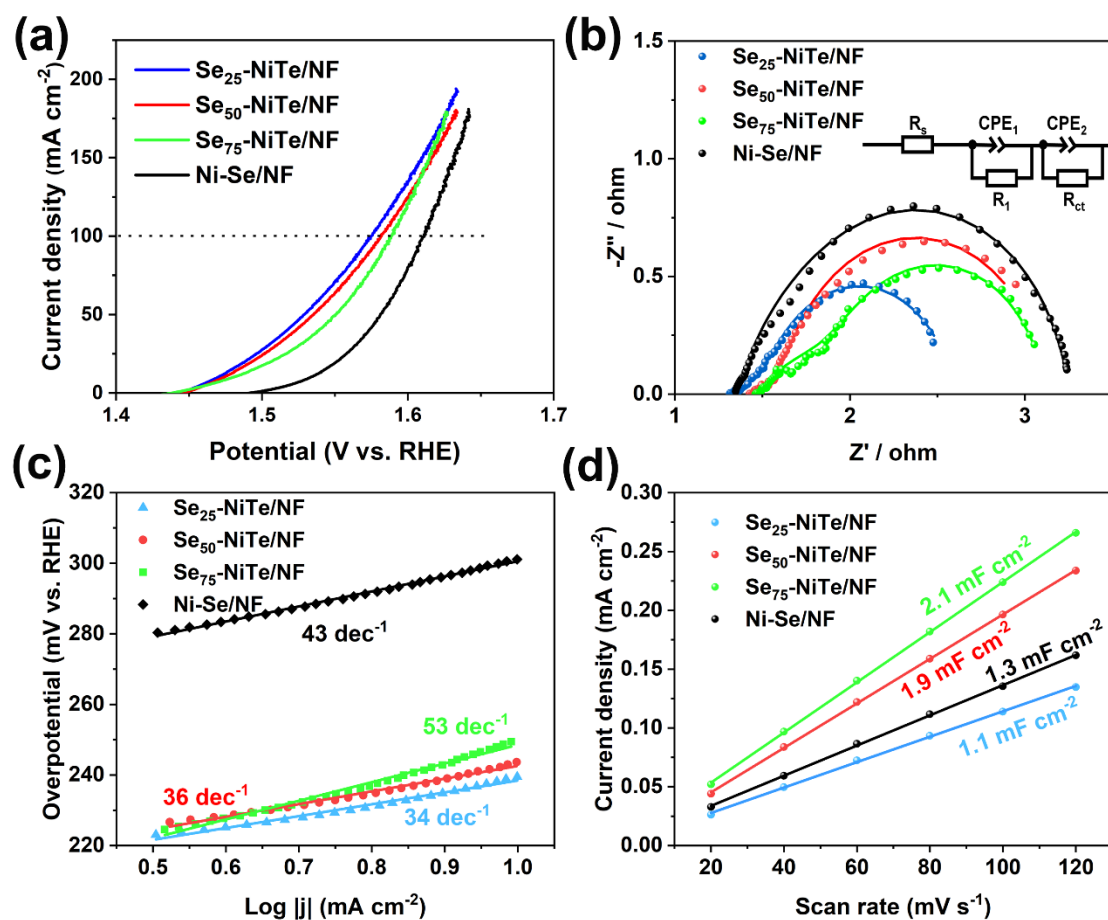 (a)
Se25-NiTe/NF
Se50-NiTe/NF
Se75-NiTe/NF
Ni-Se/NF
Current density (mA cm-2)
200
150
100
50
0
1.4 1.5 1.6 1.7
Potential (V vs. RHE)
(b)
Se25-NiTe/NF
Se50-NiTe/NF
Se75-NiTe/NF
Ni-Se/NF
Rs CPE1 CPE2
R1 Rct
-Z'' / ohm
1.5
1.0
0.5
0.0
1 2 3
Z' / ohm
(c)
Se25-NiTe/NF
Se50-NiTe/NF
Se75-NiTe/NF
Ni-Se/NF
43 dec-1
53 dec-1
36 dec-1
34 dec-1
Overpotential (mV vs. RHE)
320
300
280
260
240
220
0.5 0.6 0.7 0.8 0.9 1.0
Log |j| (mA cm-2)
(d)
Se25-NiTe/NF
Se50-NiTe/NF
Se75-NiTe/NF
Ni-Se/NF
2.1 mF cm-2
1.9 mF cm-2
1.3 mF cm-2
1.1 mF cm-2
Current density (mA cm-2)
0.30
0.25
0.20
0.15
0.10
0.05
0.00
20 40 60 80 100 120
Scan rate (mV s-1)